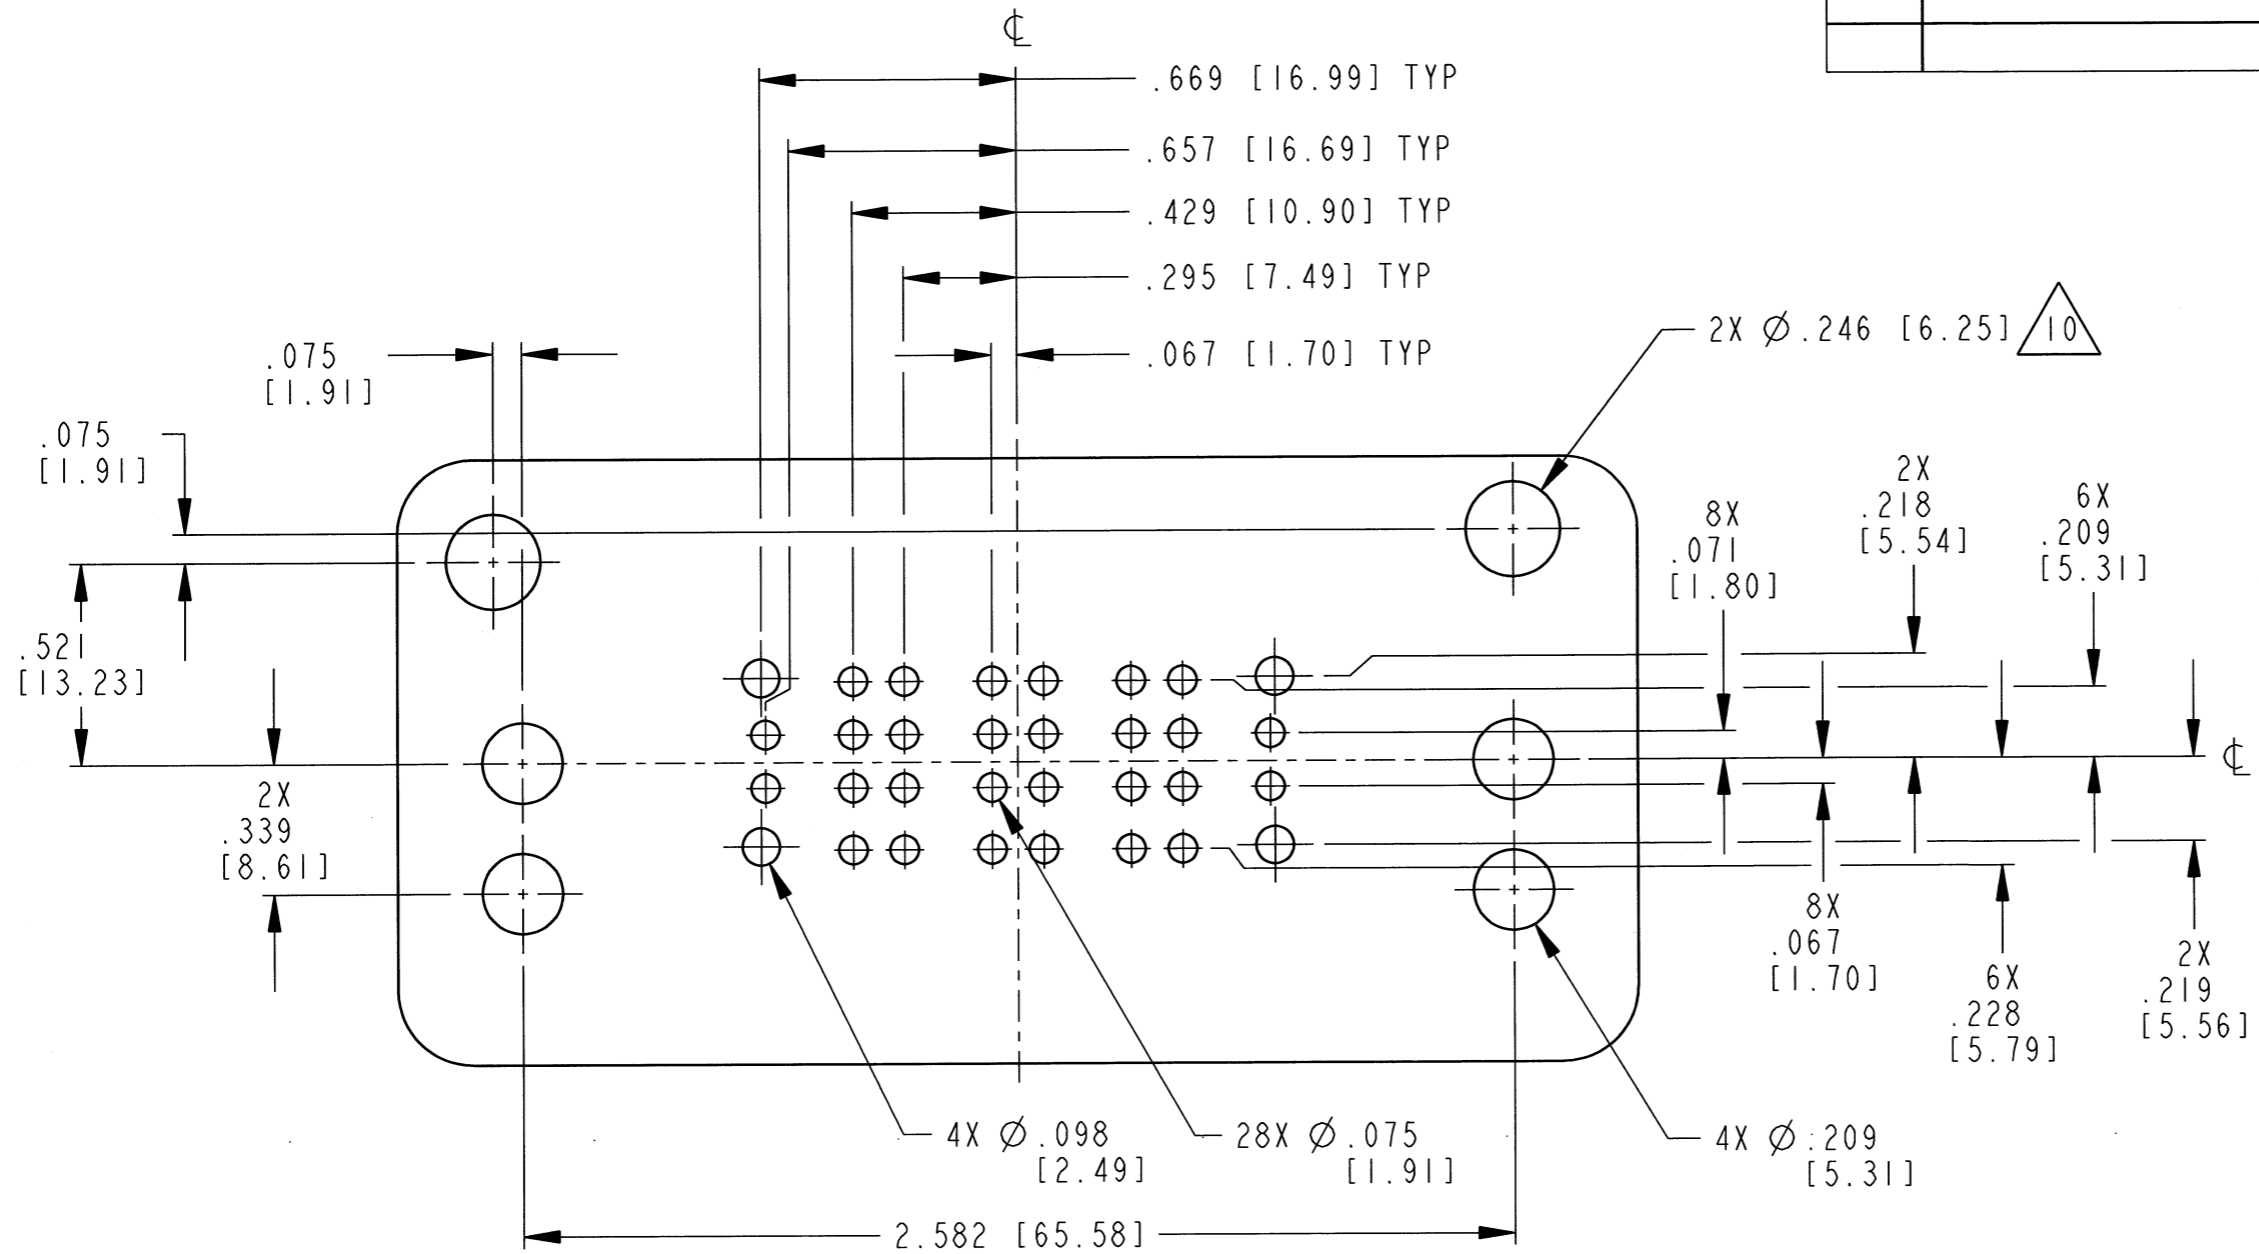 ℄
.669 [16.99] TYP
.657 [16.69] TYP
.429 [10.90] TYP
.295 [7.49] TYP
.067 [1.70] TYP
2X Ø.246 [6.25] 10
.075
[1.91]
.075
[1.91]
.521
[13.23]
2X
.339
[8.61]
8X
.071
[1.80]
2X
.218
[5.54]
6X
.209
[5.31]
℄
8X
.067
[1.70]
6X
.228
[5.79]
2X
.219
[5.56]
4X Ø.098
[2.49]
28X Ø.075
[1.91]
4X Ø.209
[5.31]
2.582 [65.58]